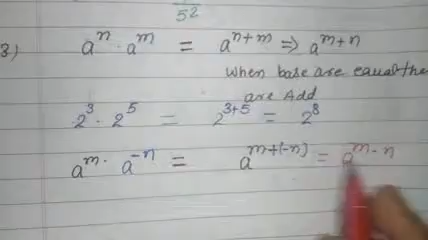 5²
3) aⁿ · aᵐ = aⁿ⁺ᵐ ⇒ aᵐ⁺ⁿ
when base are equal the
are Add
2³ · 2⁵ = 2³⁺⁵ = 2⁸
aᵐ · a⁻ⁿ = aᵐ⁺⁽⁻ⁿ⁾ = aᵐ⁻ⁿ